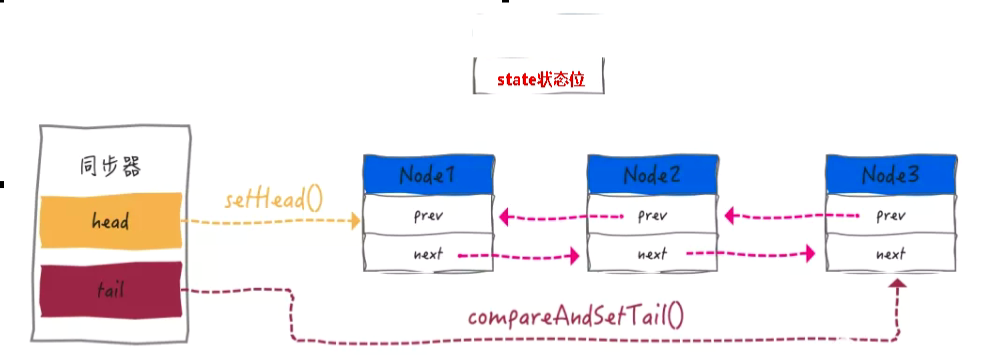 state状态位
同步器
head
tail
setHead()
Node1
prev
next
Node2
prev
next
Node3
prev
next
compareAndSetTail()